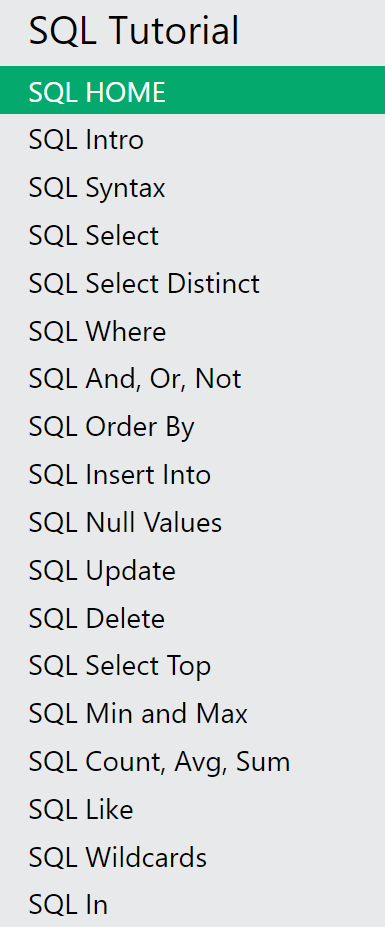 SQL Tutorial
SQL HOME
SQL Intro
SQL Syntax
SQL Select
SQL Select Distinct
SQL Where
SQL And, Or, Not
SQL Order By
SQL Insert Into
SQL Null Values
SQL Update
SQL Delete
SQL Select Top
SQL Min and Max
SQL Count, Avg, Sum
SQL Like
SQL Wildcards
SQL In